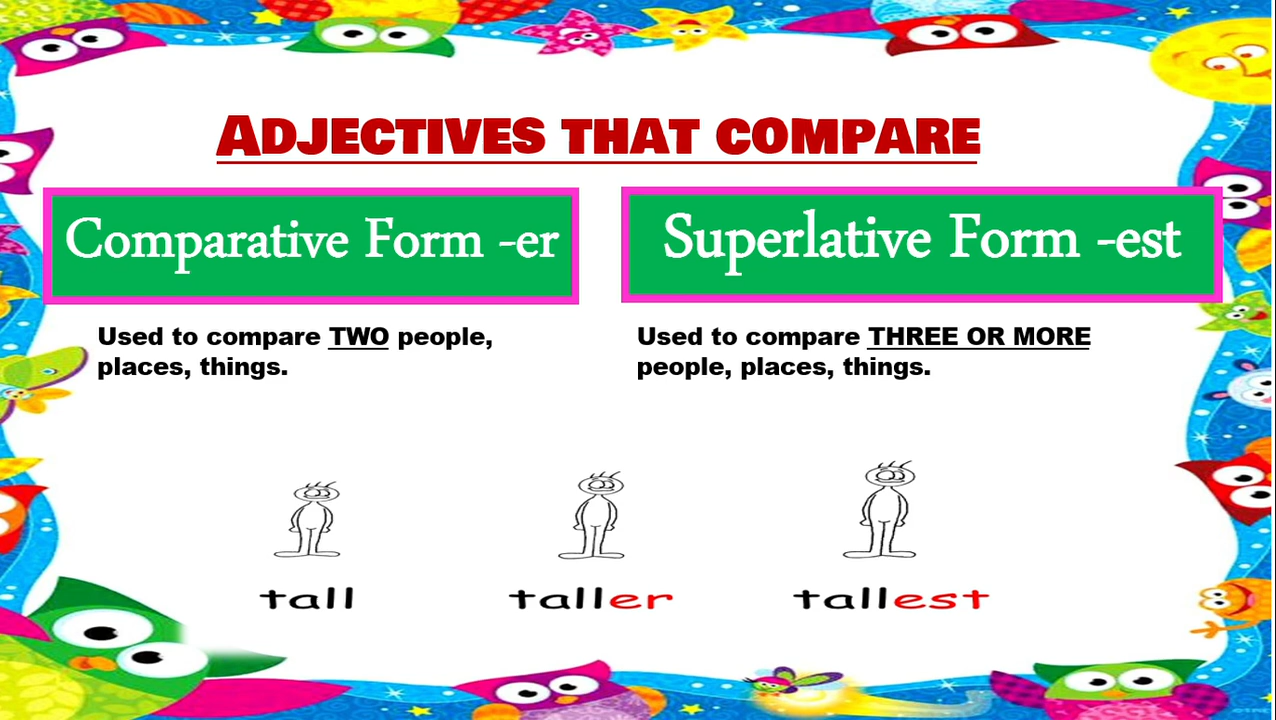 ADJECTIVES THAT COMPARE
Comparative Form -er
Superlative Form -est
Used to compare TWO people,
places, things.
Used to compare THREE OR MORE
people, places, things.
tall
taller
tallest